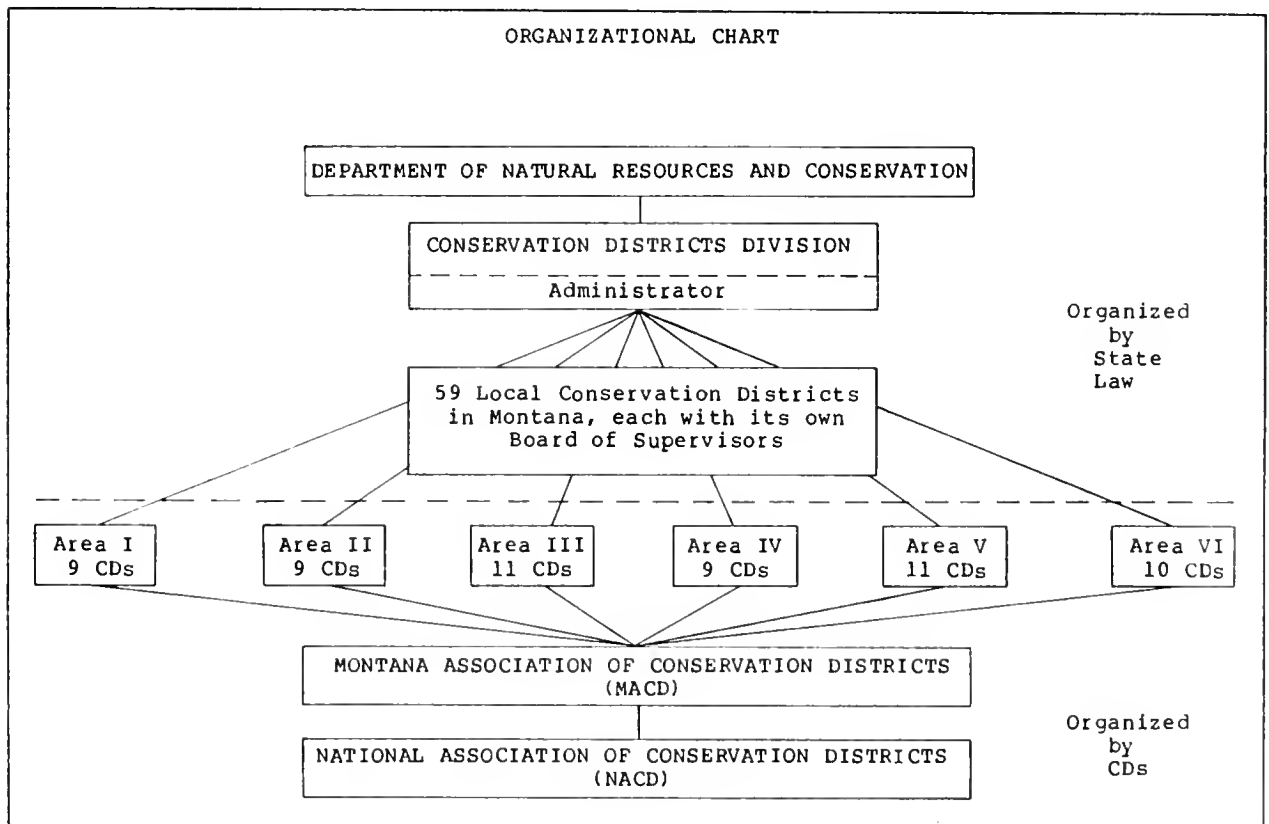 ORGANIZATIONAL CHART
DEPARTMENT OF NATURAL RESOURCES AND CONSERVATION
CONSERVATION DISTRICTS DIVISION
Administrator
Organized
by
State
Law
59 Local Conservation Districts
in Montana, each with its own
Board of Supervisors
Area I
9 CDs
Area II
9 CDs
Area III
11 CDs
Area IV
9 CDs
Area V
11 CDs
Area VI
10 CDs
MONTANA ASSOCIATION OF CONSERVATION DISTRICTS
(MACD)
NATIONAL ASSOCIATION OF CONSERVATION DISTRICTS
(NACD)
Organized
by
CDs